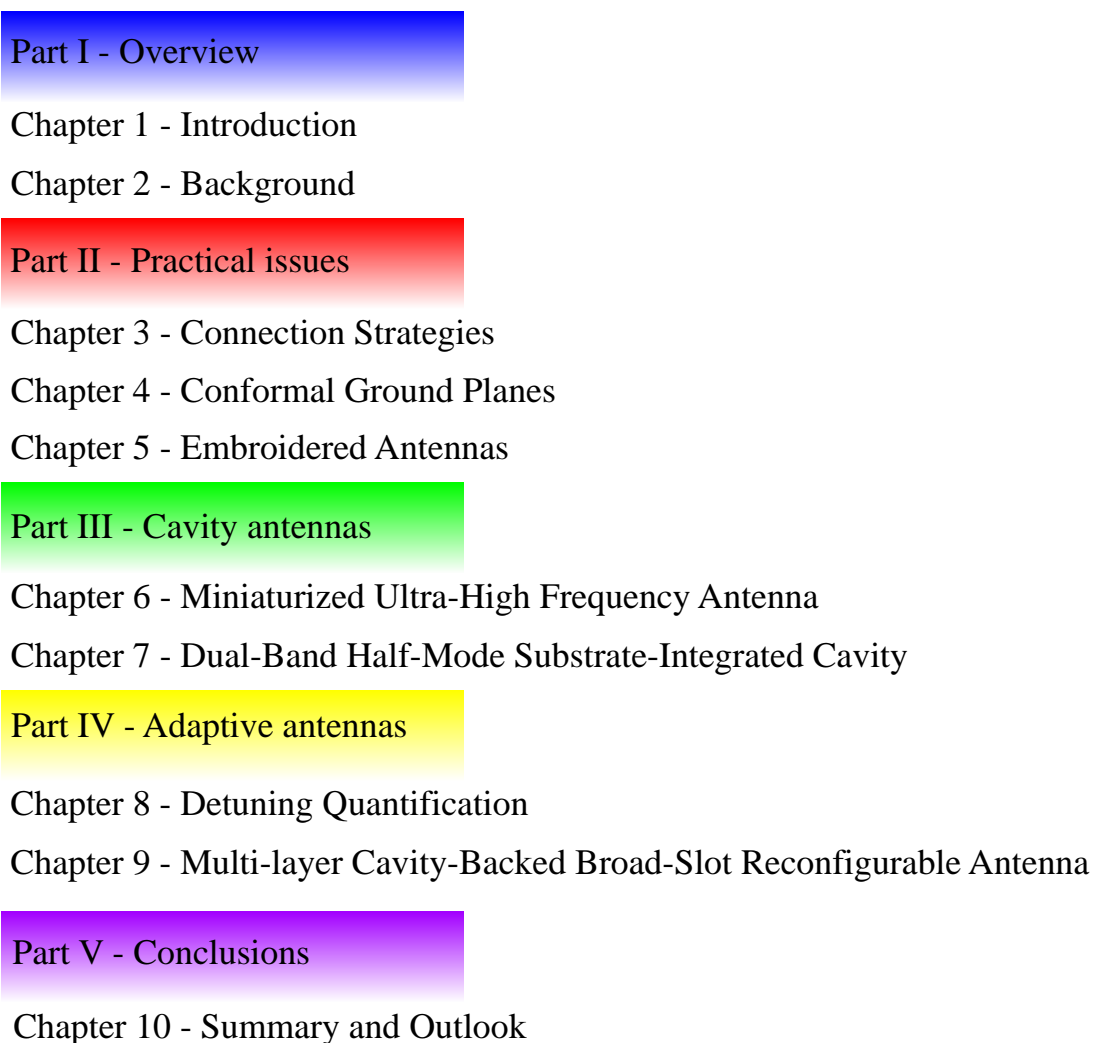 Part I - Overview
Chapter 1 - Introduction
Chapter 2 - Background
Part II - Practical issues
Chapter 3 - Connection Strategies
Chapter 4 - Conformal Ground Planes
Chapter 5 - Embroidered Antennas
Part III - Cavity antennas
Chapter 6 - Miniaturized Ultra-High Frequency Antenna
Chapter 7 - Dual-Band Half-Mode Substrate-Integrated Cavity
Part IV - Adaptive antennas
Chapter 8 - Detuning Quantification
Chapter 9 - Multi-layer Cavity-Backed Broad-Slot Reconfigurable Antenna
Part V - Conclusions
Chapter 10 - Summary and Outlook